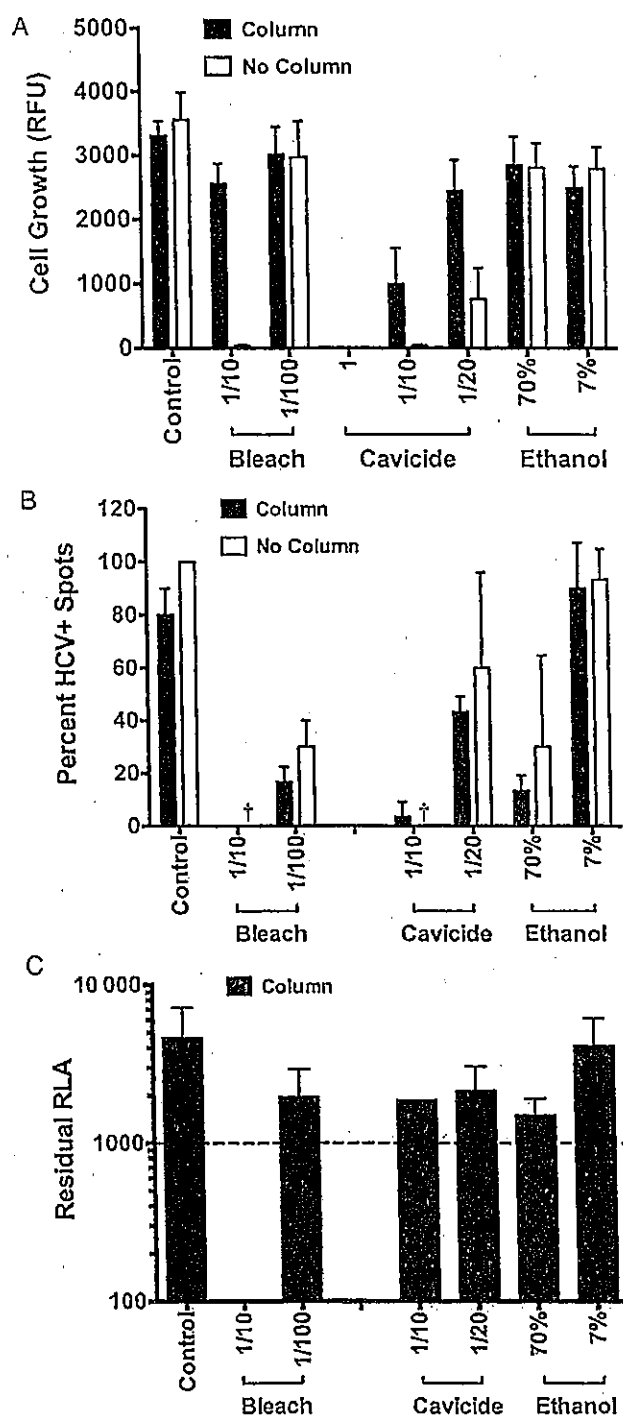 A
Column
No Column
Cell Growth (RFU)
5000
4000
3000
2000
1000
0
Control
1/10
1/100
1
1/10
1/20
70%
7%
Bleach
Cavicide
Ethanol
B
Column
No Column
Percent HCV+ Spots
120
100
80
60
40
20
0
†
†
Control
1/10
1/100
1/10
1/20
70%
7%
Bleach
Cavicide
Ethanol
C
Column
Residual RLA
10 000
1000
100
Control
1/10
1/100
1/10
1/20
70%
7%
Bleach
Cavicide
Ethanol